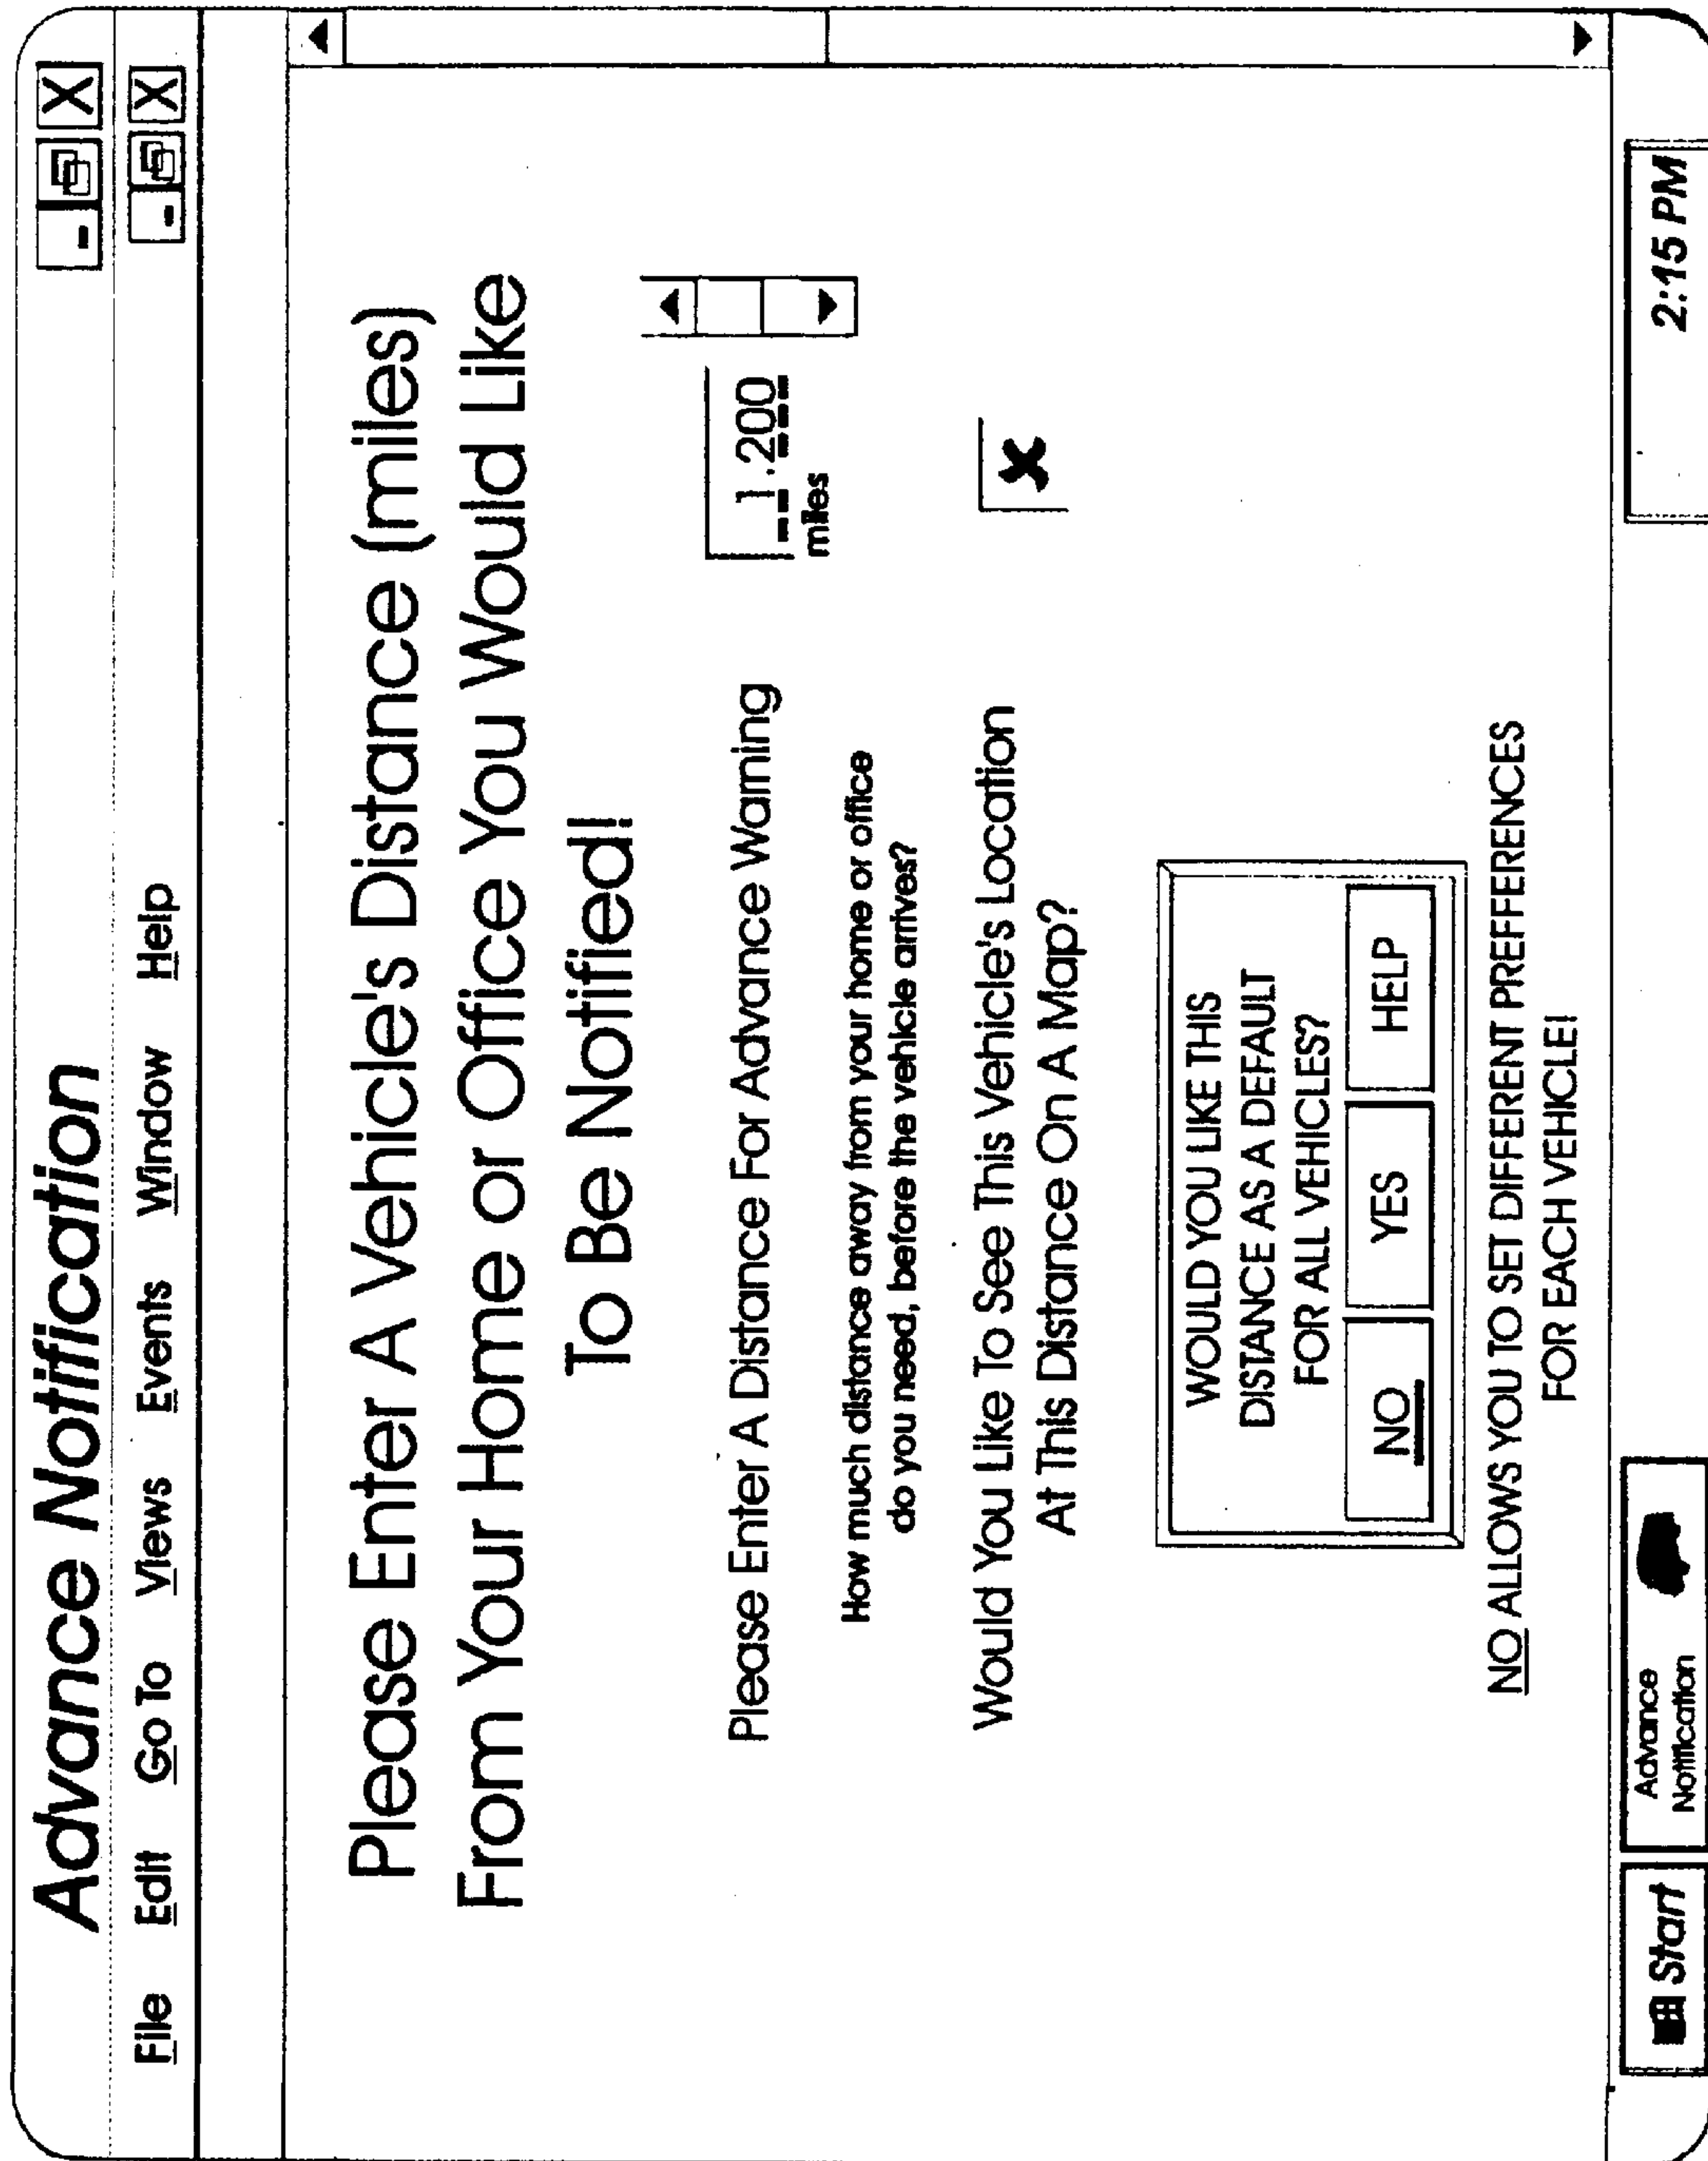 Advance Notification
File Edit Go To Views Events Window Help
Please Enter A Vehicle's Distance (miles)
From Your Home or Office You Would Like
To Be Notified!
Please Enter A Distance For Advance Warning
1.200
miles
How much distance away from your home or office
do you need, before the vehicle arrives?
Would You Like To See This Vehicle's Location
At This Distance On A Map?
WOULD YOU LIKE THIS
DISTANCE AS A DEFAULT
FOR ALL VEHICLES?
NO YES HELP
NO ALLOWS YOU TO SET DIFFERENT PREFFERENCES
FOR EACH VEHICLE!
Start
Advance
Notification
2:15 PM